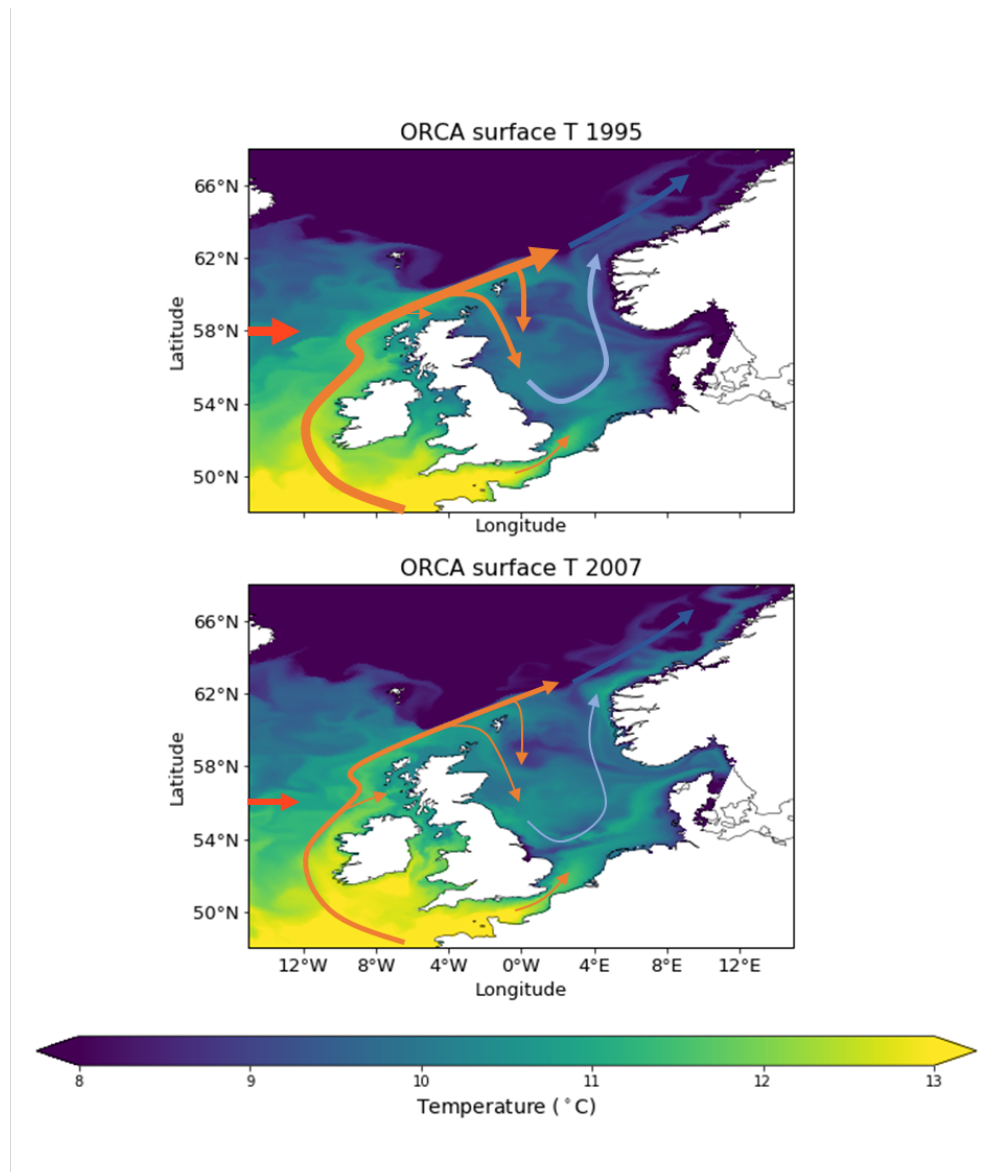 ORCA surface T 1995
66°N
62°N
58°N
54°N
50°N
Latitude
Longitude
ORCA surface T 2007
66°N
62°N
58°N
54°N
50°N
Latitude
12°W 8°W 4°W 0°W 4°E 8°E 12°E
Longitude
8 9 10 11 12 13
Temperature (°C)